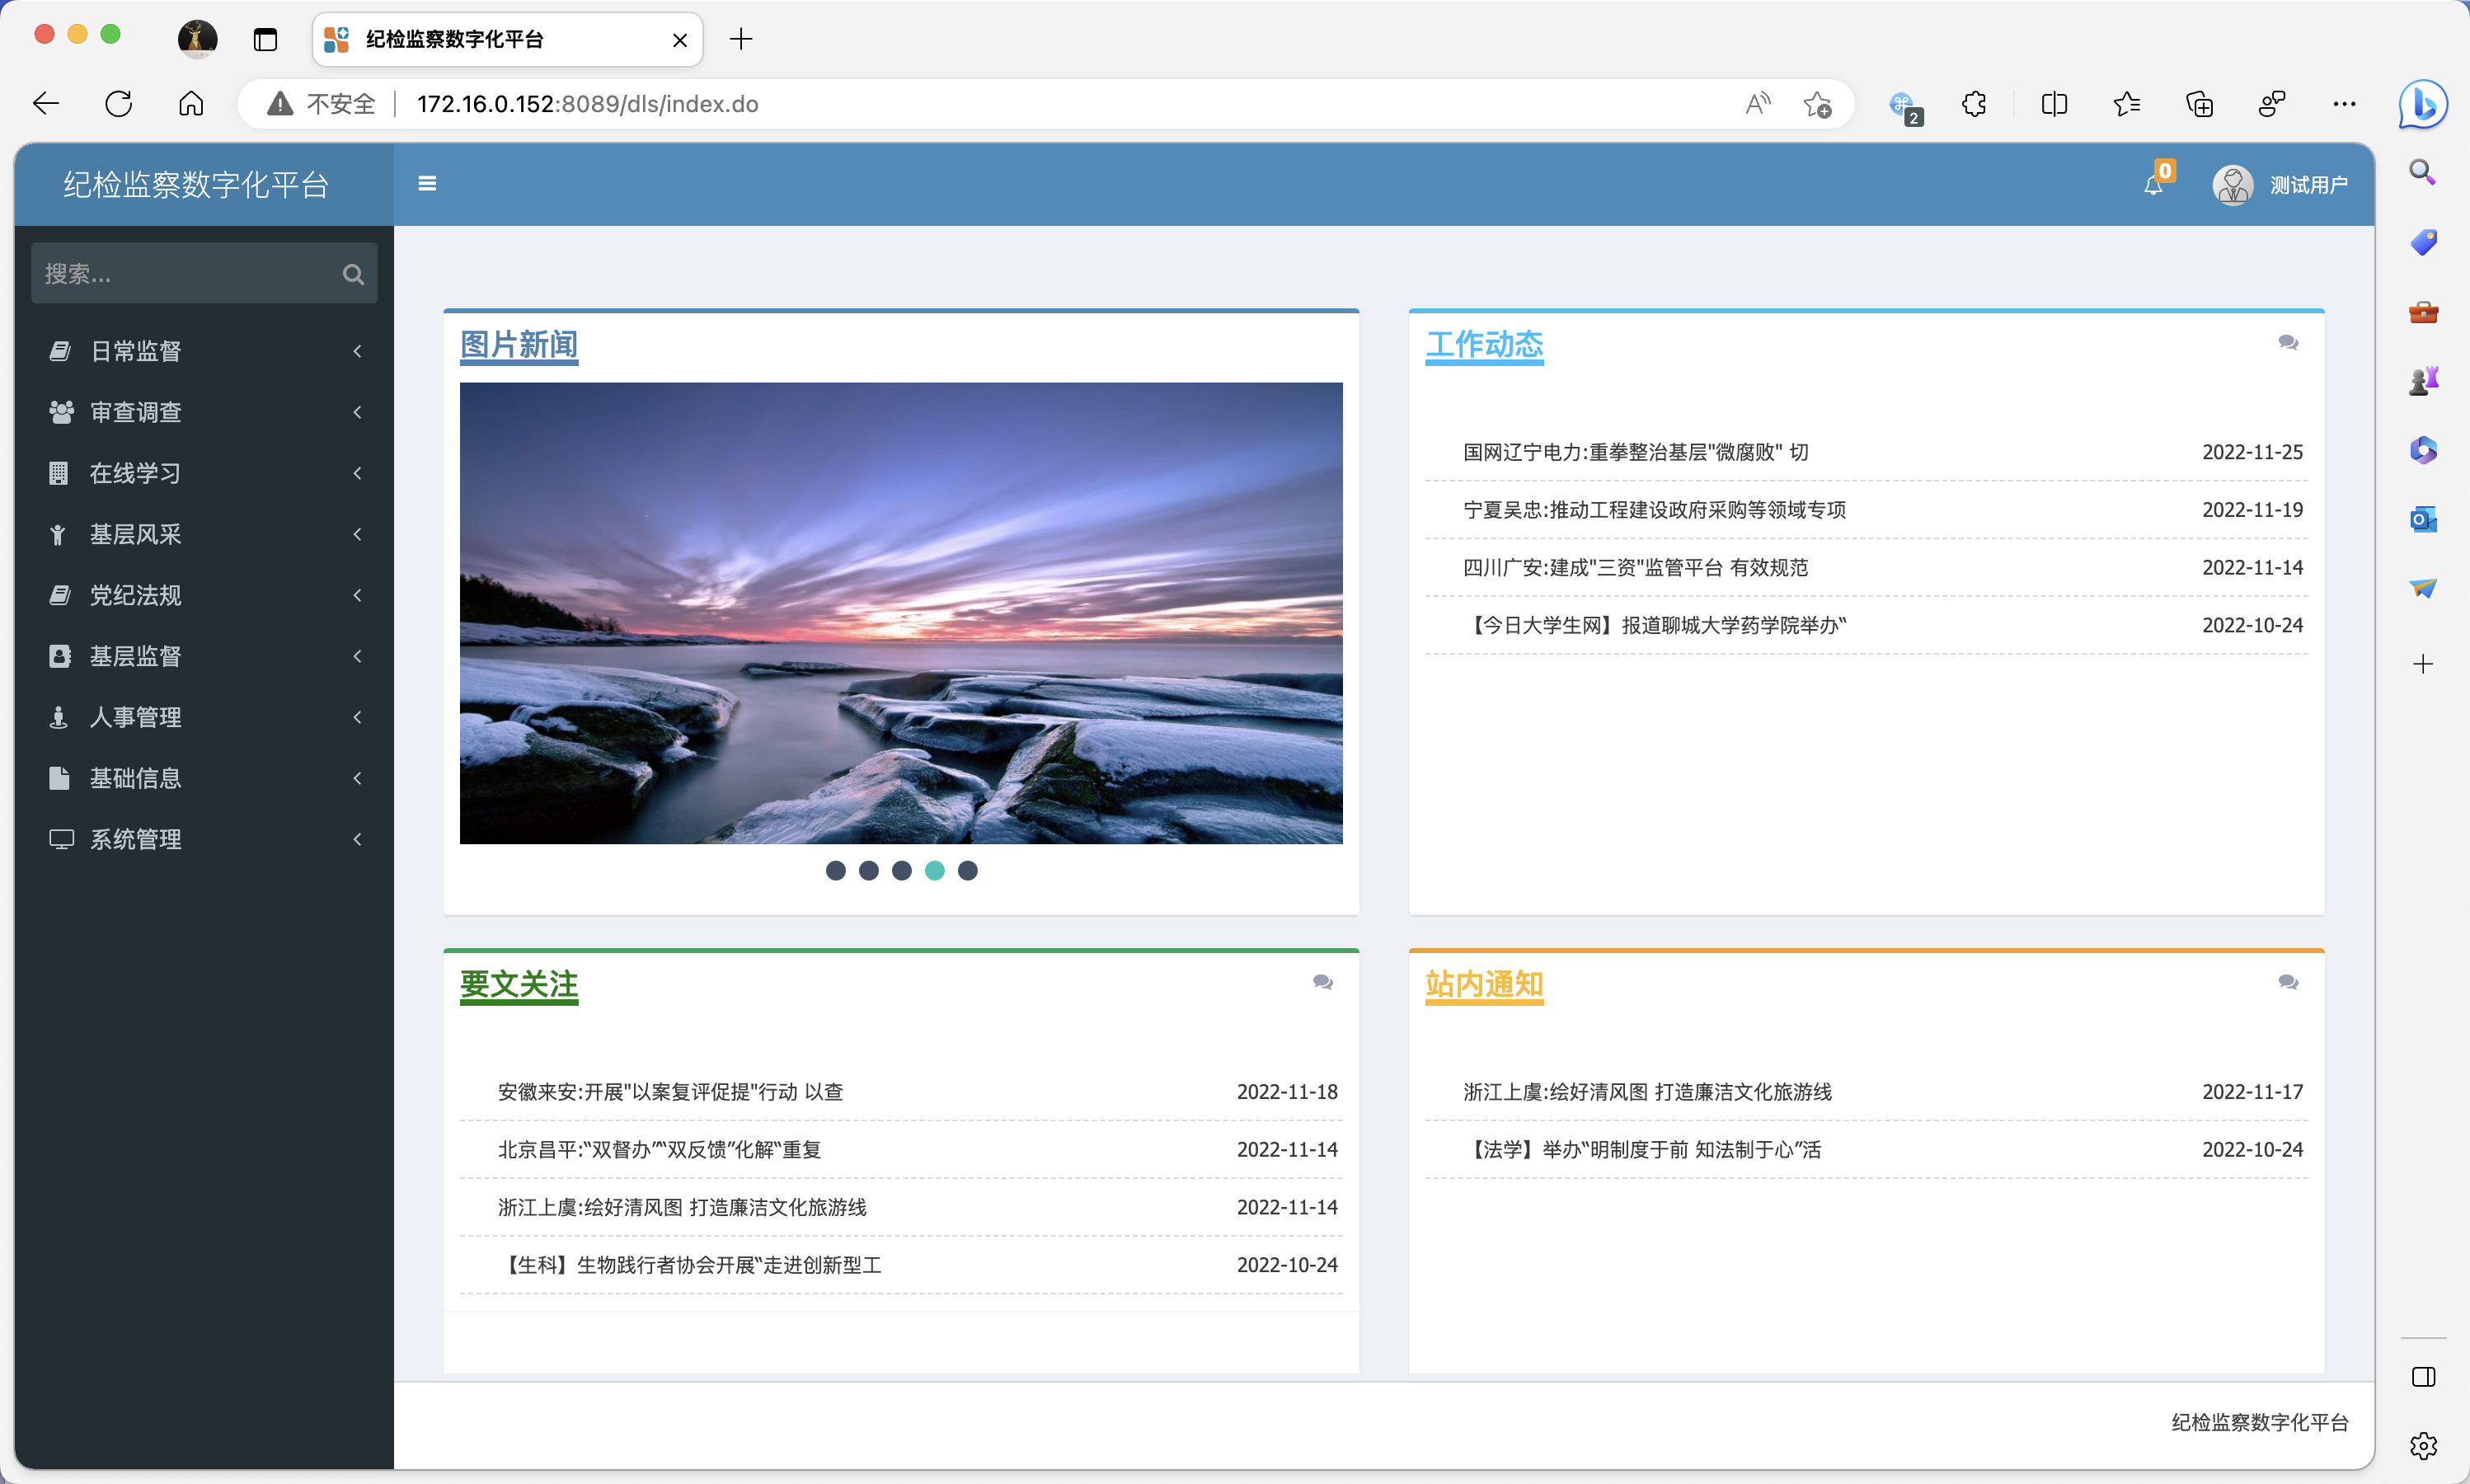 纪检监察数字化平台
不安全 172.16.0.152:8089/dls/index.do
2
纪检监察数字化平台
0
测试用户
搜索...
日常监督
审查调查
在线学习
基层风采
党纪法规
基层监督
人事管理
基础信息
系统管理
图片新闻
工作动态
国网辽宁电力:重拳整治基层"微腐败" 切 2022-11-25
宁夏吴忠:推动工程建设政府采购等领域专项 2022-11-19
四川广安:建成"三资"监管平台 有效规范 2022-11-14
【今日大学生网】报道聊城大学药学院举办“ 2022-10-24
要文关注
安徽来安:开展"以案复评促提"行动 以查 2022-11-18
北京昌平:“双督办”“双反馈”化解“重复 2022-11-14
浙江上虞:绘好清风图 打造廉洁文化旅游线 2022-11-14
【生科】生物践行者协会开展“走进创新型工 2022-10-24
站内通知
浙江上虞:绘好清风图 打造廉洁文化旅游线 2022-11-17
【法学】举办“明制度于前 知法制于心”活 2022-10-24
纪检监察数字化平台